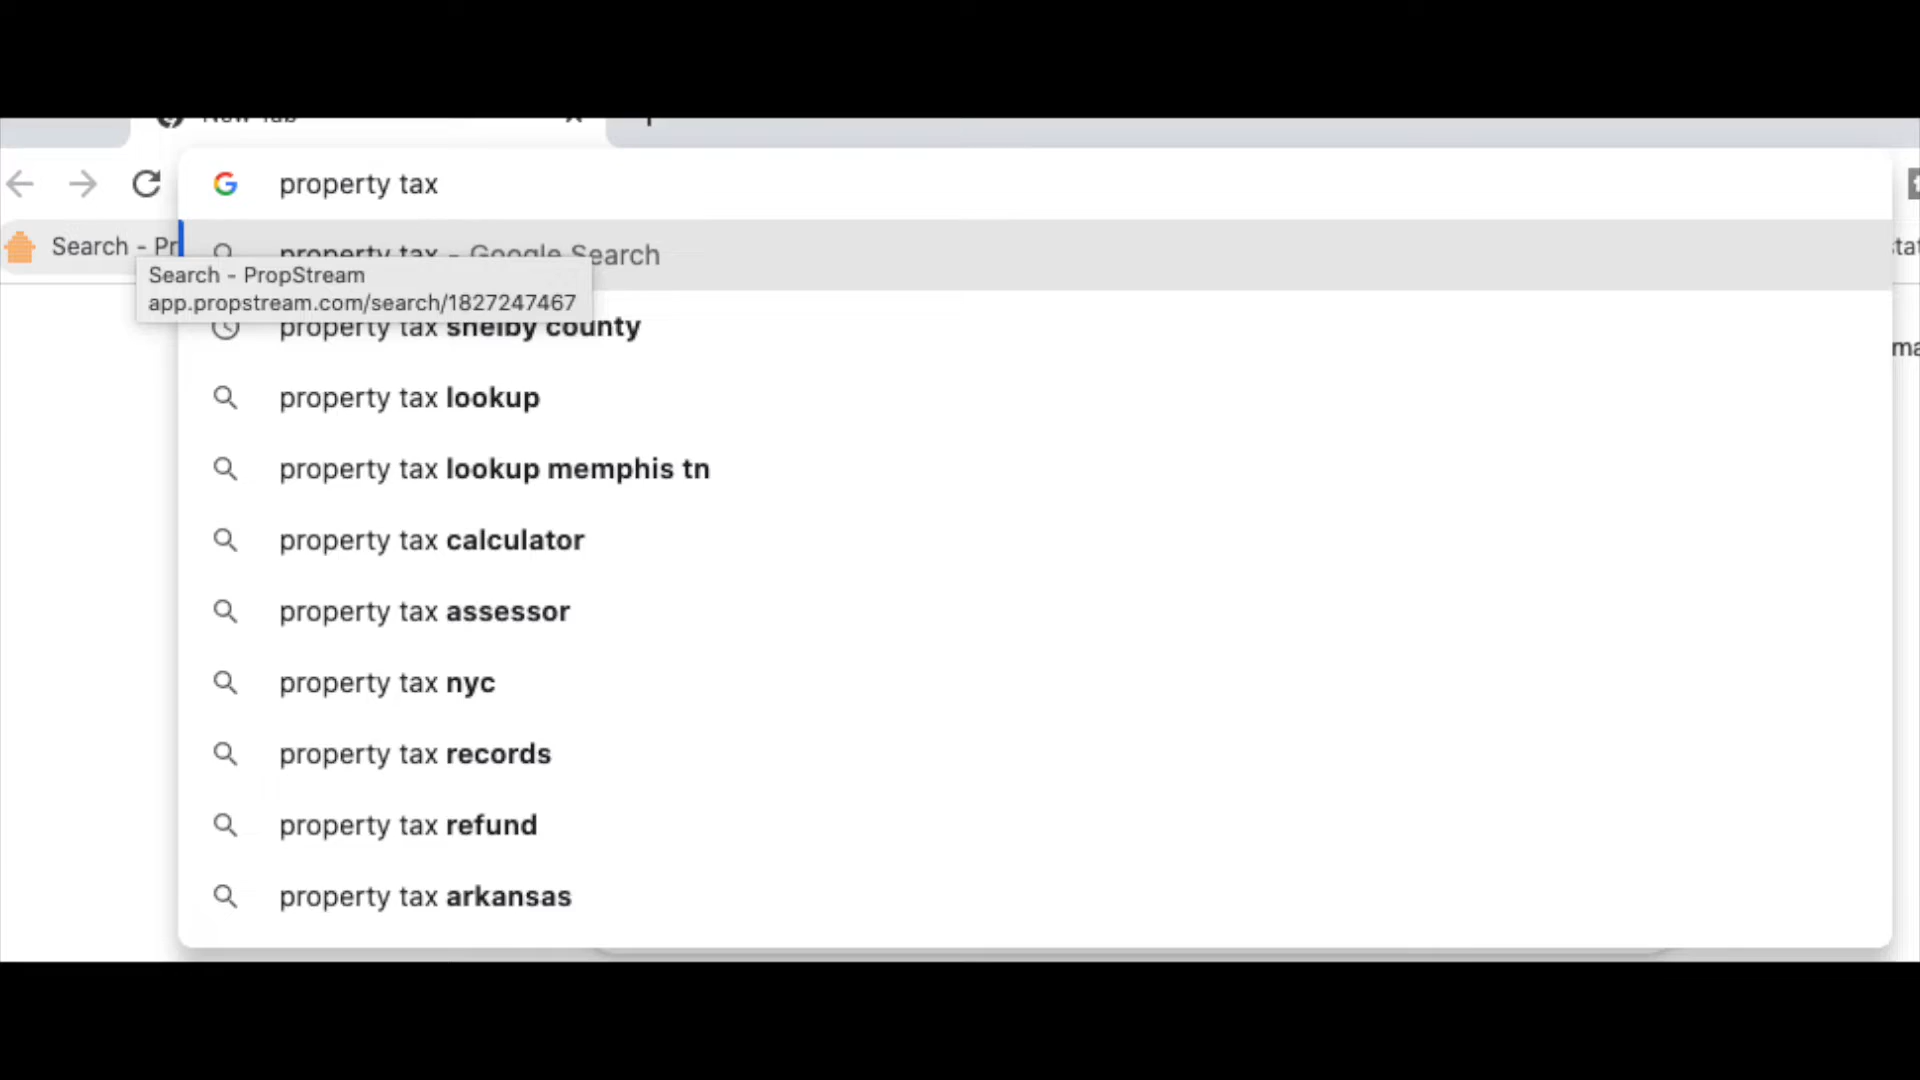 New Tab
property tax
Search - Pr
property tax - Google Search
Search - PropStream
app.propstream.com/search/1827247467
property tax shelby county
property tax lookup
property tax lookup memphis tn
property tax calculator
property tax assessor
property tax nyc
property tax records
property tax refund
property tax arkansas